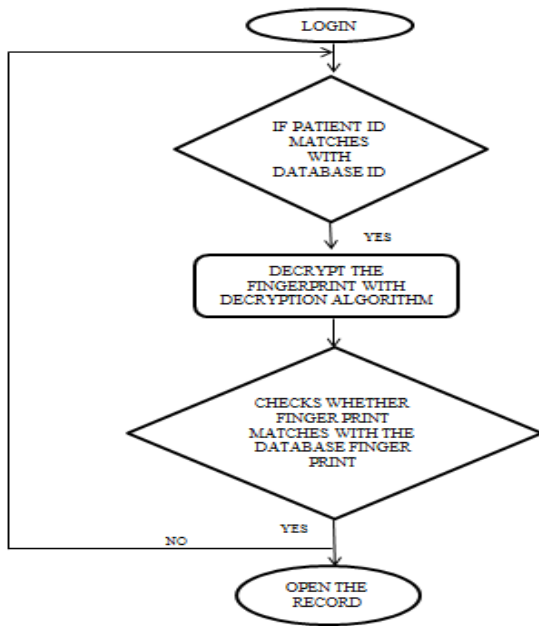 LOGIN
IF PATIENT ID
MATCHES
WITH
DATABASE ID
YES
DECRYPT THE
FINGERPRINT WITH
DECRYPTION ALGORITHM
CHECKS WHETHER
FINGER PRINT
MATCHES WITH THE
DATABASE FINGER
PRINT
YES
NO
OPEN THE
RECORD